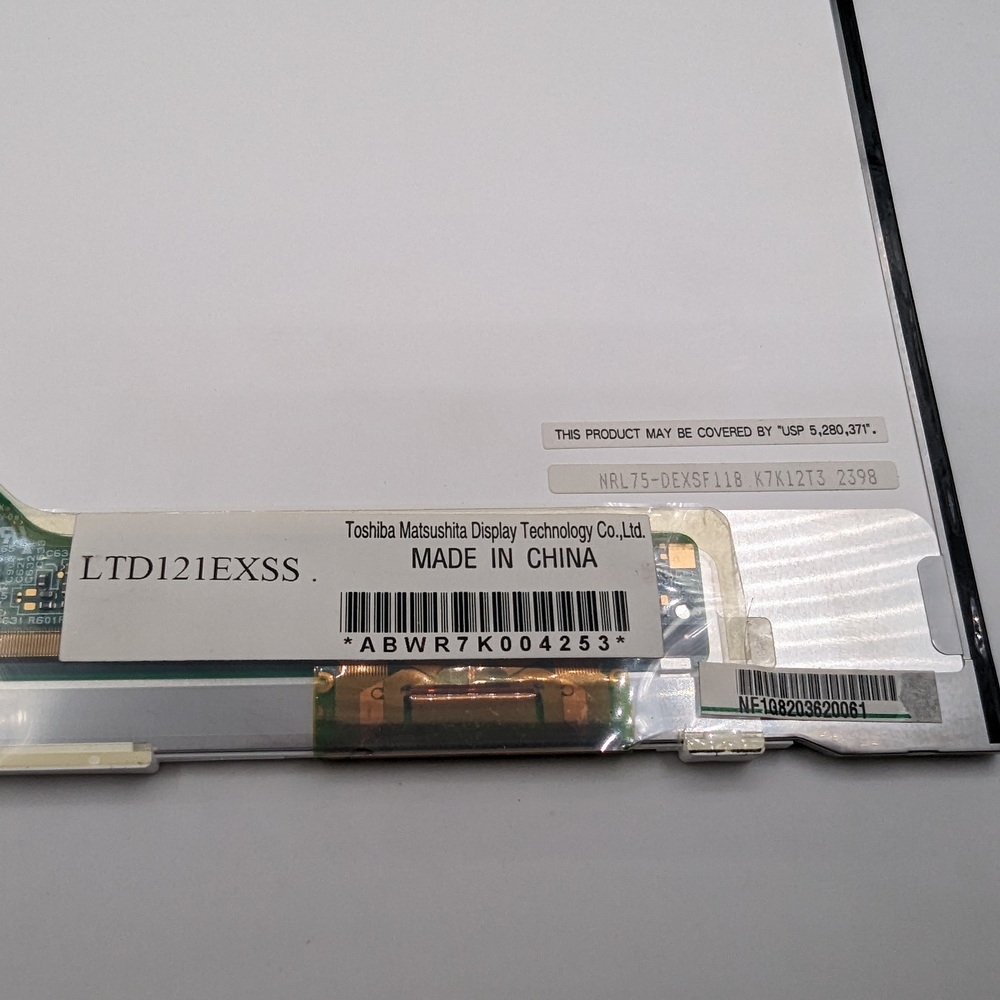 THIS PRODUCT MAY BE COVERED BY "USP 5,280,371".
NRL75-DEXSF11B K7K12T3 2398
Toshiba Matsushita Display Technology Co.,Ltd.
LTD121EXSS .
MADE IN CHINA
*ABWR7K004253*
NF1G8203620061